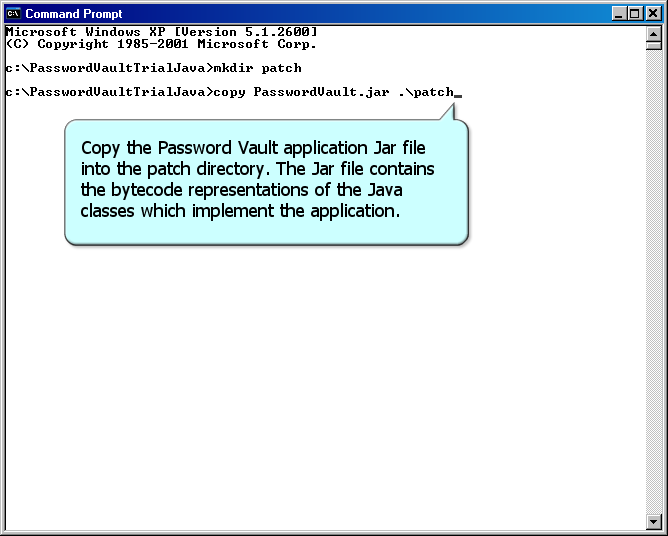 C:\ Command Prompt
Microsoft Windows XP [Version 5.1.2600]
(C) Copyright 1985-2001 Microsoft Corp.
c:\PasswordVaultTrialJava>mkdir patch
c:\PasswordVaultTrialJava>copy PasswordVault.jar .\patch_
Copy the Password Vault application Jar file
into the patch directory. The Jar file contains
the bytecode representations of the Java
classes which implement the application.